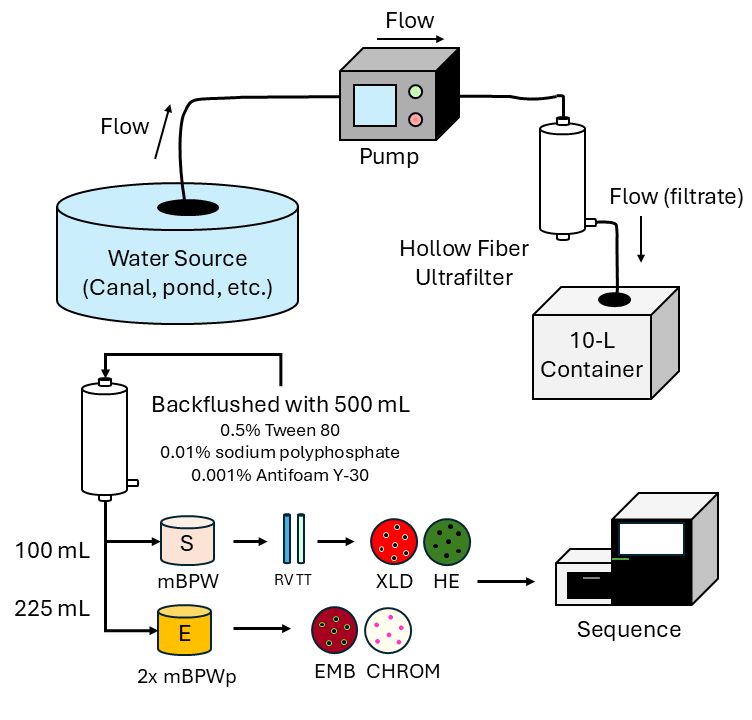 Flow
Flow
Pump
Flow (filtrate)
Water Source
(Canal, pond, etc.)
Hollow Fiber
Ultrafilter
10-L
Container
Backflushed with 500 mL
0.5% Tween 80
0.01% sodium polyphosphate
0.001% Antifoam Y-30
100 mL
S
mBPW
RV TT
XLD HE
225 mL
E
2x mBPWp
EMB CHROM
Sequence